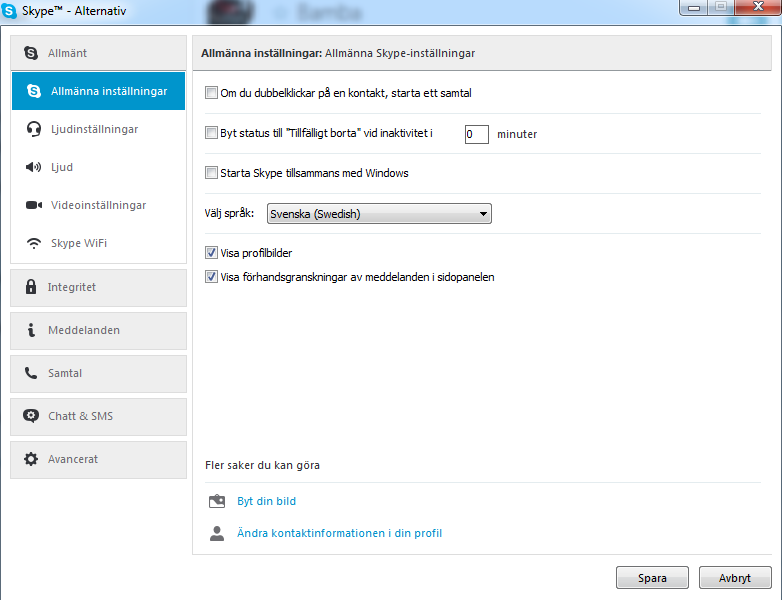 Skype™ - Alternativ
Samba
Allmänt
Allmänna inställningar
Ljudinställningar
Ljud
Videoinställningar
Skype WiFi
Integritet
Meddelanden
Samtal
Chatt & SMS
Avancerat
Allmänna inställningar: Allmänna Skype-inställningar
Om du dubbelklickar på en kontakt, starta ett samtal
Byt status till "Tillfälligt borta" vid inaktivitet i 0 minuter
Starta Skype tillsammans med Windows
Välj språk: Svenska (Swedish)
Visa profilbilder
Visa förhandsgranskningar av meddelanden i sidopanelen
Fler saker du kan göra
Byt din bild
Ändra kontaktinformationen i din profil
Spara Avbryt